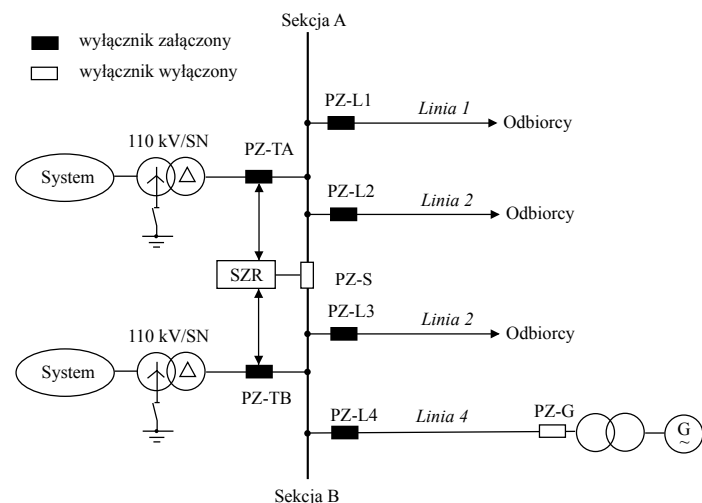 Sekcja A
wyłącznik załączony
wyłącznik wyłączony
PZ-L1
Linia 1
Odbiorcy
110 kV/SN
PZ-TA
System
PZ-L2
Linia 2
Odbiorcy
SZR
PZ-S
PZ-L3
Linia 2
Odbiorcy
110 kV/SN
System
PZ-TB
PZ-L4
Linia 4
PZ-G
G
~
Sekcja B